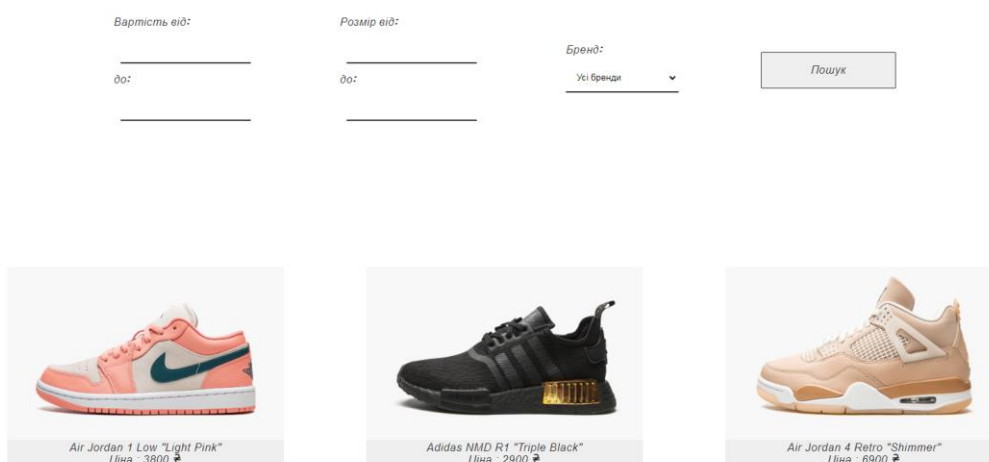 Вартість від:
до:
Розмір від:
до:
Бренд:
Усі бренди
Пошук
Air Jordan 1 Low "Light Pink"
Ціна : 3800 ₴
Adidas NMD R1 "Triple Black"
Ціна : 2900 ₴
Air Jordan 4 Retro "Shimmer"
Ціна : 6900 ₴